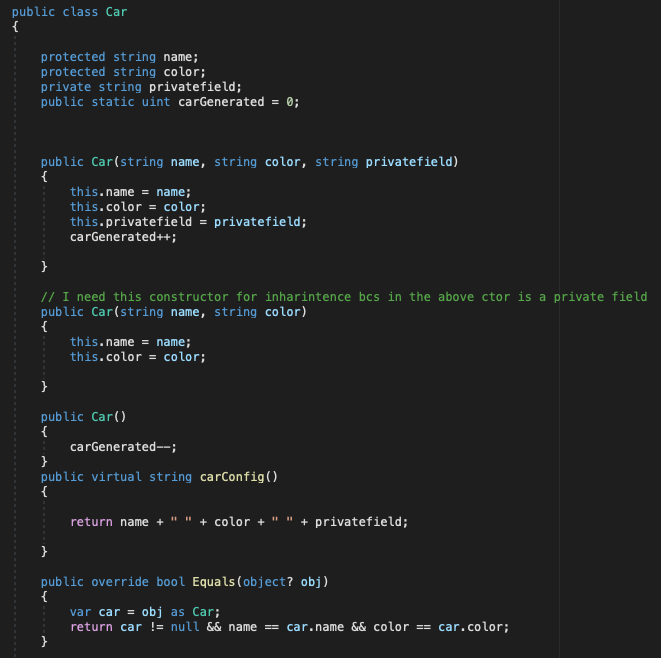 public class Car
{
protected string name;
protected string color;
private string privatefield;
public static uint carGenerated = 0;
public Car(string name, string color, string privatefield)
{
this.name = name;
this.color = color;
this.privatefield = privatefield;
carGenerated++;
}
// I need this constructor for inharintence bcs in the above ctor is a private field
public Car(string name, string color)
{
this.name = name;
this.color = color;
}
public Car()
{
carGenerated--;
}
public virtual string carConfig()
{
return name + " " + color + " " + privatefield;
}
public override bool Equals(object? obj)
{
var car = obj as Car;
return car != null && name == car.name && color == car.color;
}